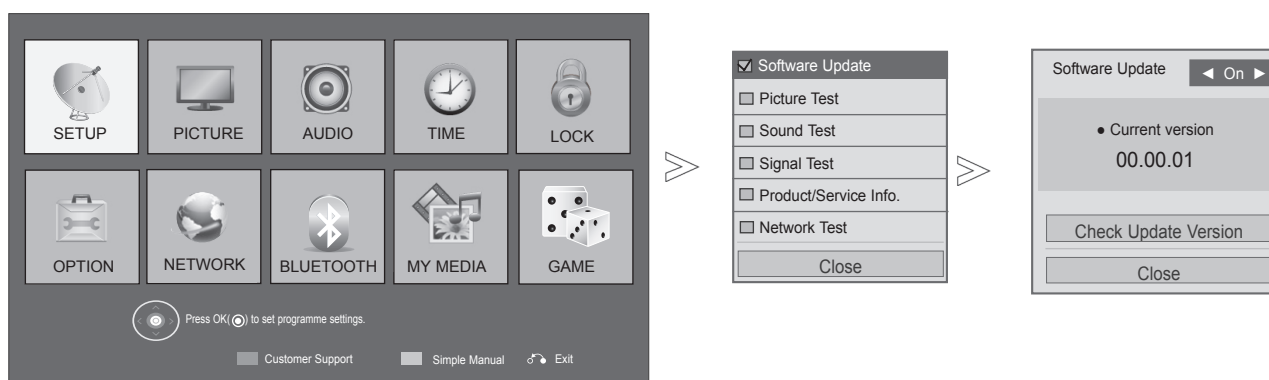 SETUP
PICTURE
AUDIO
TIME
LOCK
OPTION
NETWORK
BLUETOOTH
MY MEDIA
GAME
Press OK(◉) to set programme settings.
Customer Support
Simple Manual
Exit
Software Update
Picture Test
Sound Test
Signal Test
Product/Service Info.
Network Test
Close
Software Update ◄ On ►
● Current version
00.00.01
Check Update Version
Close